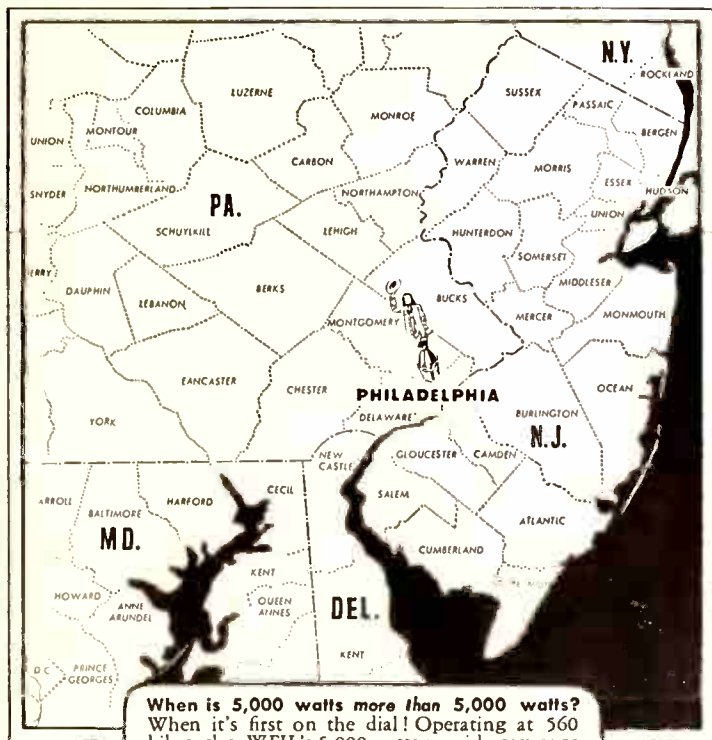 N.Y.
ROCKLAND
SUSSEX
PASSAIC
BERGEN
LUZERNE
COLUMBIA
MONROE
MONTOUR
UNION
CARBON
WARREN
MORRIS
ESSEX
HUDSON
SNYDER
NORTHUMBERLAND
PA.
NORTHAMPTON
UNION
SCHUYLKILL
LEHIGH
HUNTERDON
SOMERSET
ERRY
DAUPHIN
LEBANON
BERKS
BUCKS
MIDDLESER
MONTGOMERY
MERCER
MONMOUTH
EANCASTER
CHESTER
PHILADELPHIA
OCEAN
YORK
DELAWARE
BURLINGTON
N.J.
NEW CASTLE
GLOUCESTER
CAMDEN
ARROLL
BALTIMORE
HARFORD
CECIL
SALEM
ATLANTIC
MD.
CUMBERLAND
KENT
HOWARD
ANNE ARUNDEL
QUEEN ANNES
DEL.
KENT
D C
PRINCE GEORGES
When is 5,000 watts more than 5,000 watts?
When it's first on the dial! Operating at 560